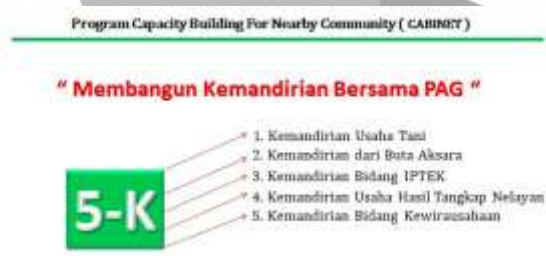 Program Capacity Building For Nearby Community ( CABINET )
“ Membangun Kemandirian Bersama PAG “
1. Kemandirian Usaha Tani
2. Kemandirian dari Buta Aksara
3. Kemandirian Bidang IPTEK
4. Kemandirian Usaha Hasil Tangkap Nelayan
5. Kemandirian Bidang Kewirausahaan
5-K